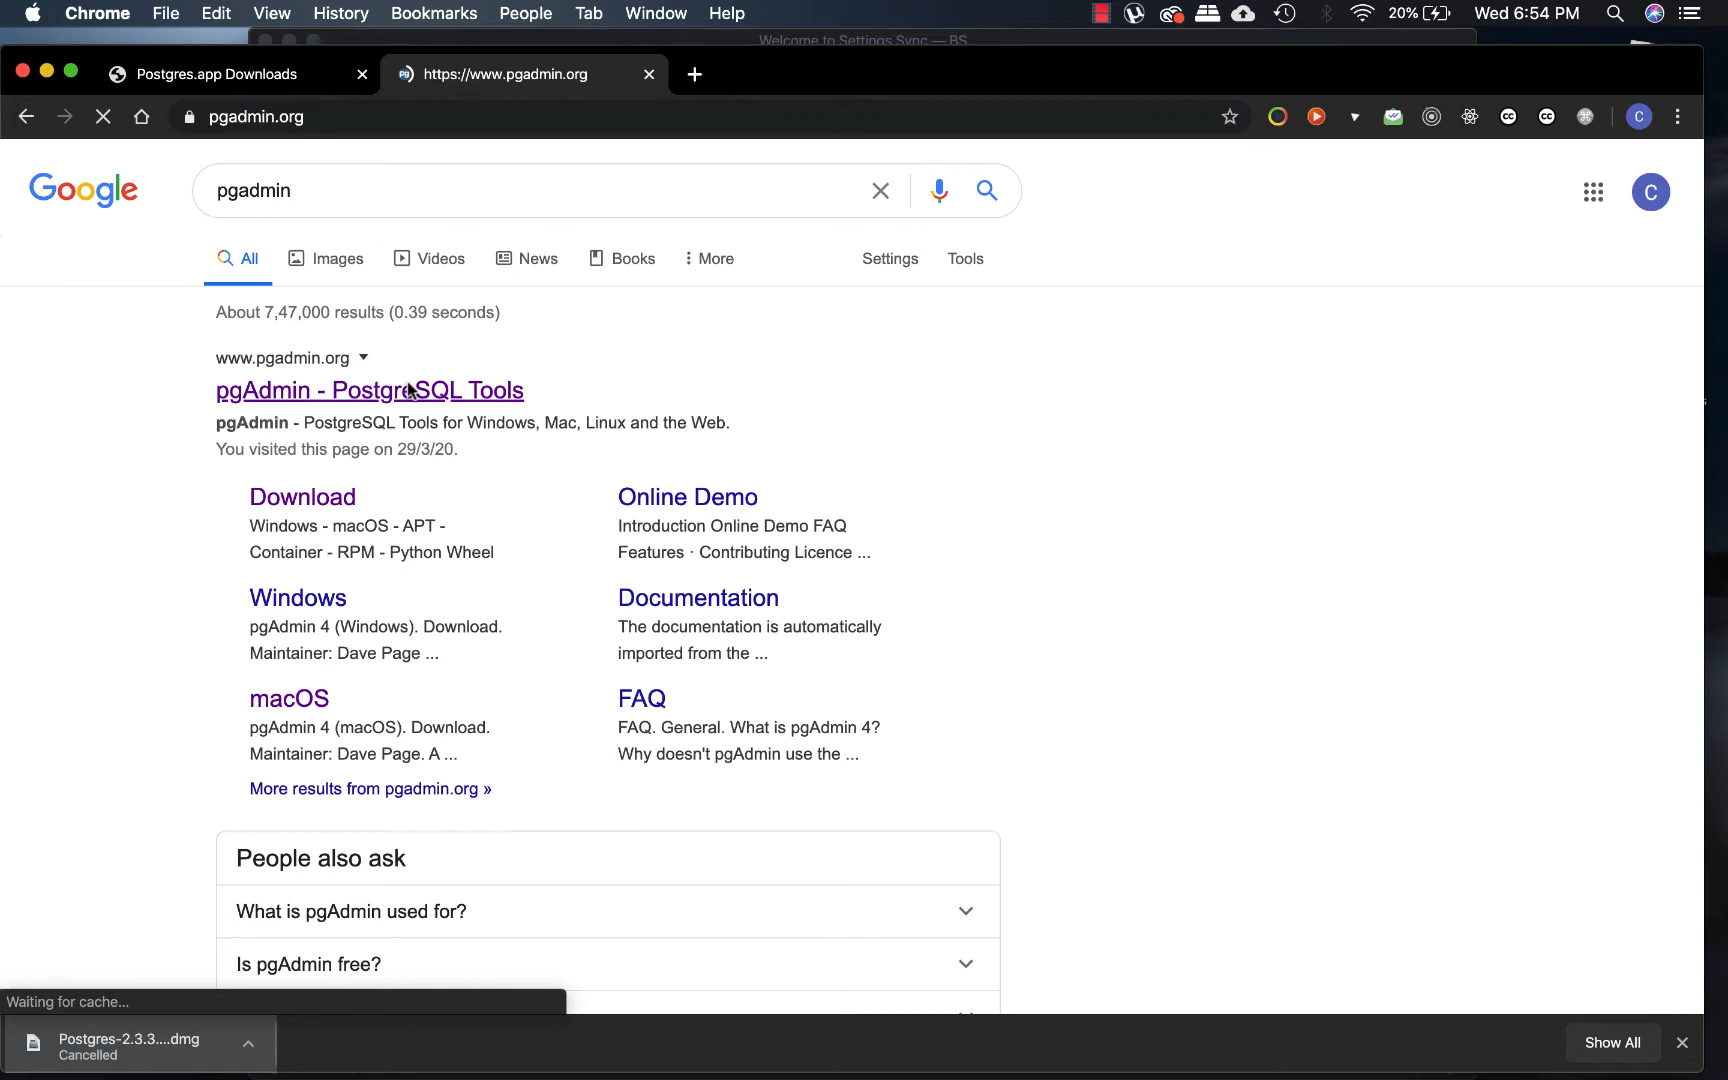 Chrome File Edit View History Bookmarks People Tab Window Help 20% Wed 6:54 PM
Welcome to Settings Sync — BS
Postgres.app Downloads https://www.pgadmin.org
pgadmin.org C
Google pgadmin C
All Images Videos News Books More Settings Tools
About 7,47,000 results (0.39 seconds)
www.pgadmin.org
pgAdmin - PostgreSQL Tools
pgAdmin - PostgreSQL Tools for Windows, Mac, Linux and the Web.
You visited this page on 29/3/20.
Download
Windows - macOS - APT -
Container - RPM - Python Wheel
Online Demo
Introduction Online Demo FAQ
Features · Contributing Licence ...
Windows
pgAdmin 4 (Windows). Download.
Maintainer: Dave Page ...
Documentation
The documentation is automatically
imported from the ...
macOS
pgAdmin 4 (macOS). Download.
Maintainer: Dave Page. A ...
FAQ
FAQ. General. What is pgAdmin 4?
Why doesn't pgAdmin use the ...
More results from pgadmin.org »
People also ask
What is pgAdmin used for?
Is pgAdmin free?
Waiting for cache...
Postgres-2.3.3....dmg
Cancelled
Show All